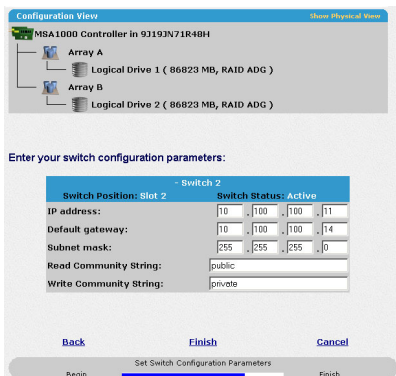 Configuration View Show Physical View
MSA1000 Controller in 9J19JN71R48H
Array A
Logical Drive 1 ( 86823 MB, RAID ADG )
Array B
Logical Drive 2 ( 86823 MB, RAID ADG )
Enter your switch configuration parameters:
- Switch 2
Switch Position: Slot 2 Switch Status: Active
IP address: 10 . 100 . 100 . 11
Default gateway: 10 . 100 . 100 . 14
Subnet mask: 255 . 255 . 255 . 0
Read Community String: public
Write Community String: private
Back Finish Cancel
Set Switch Configuration Parameters
Begin Finish